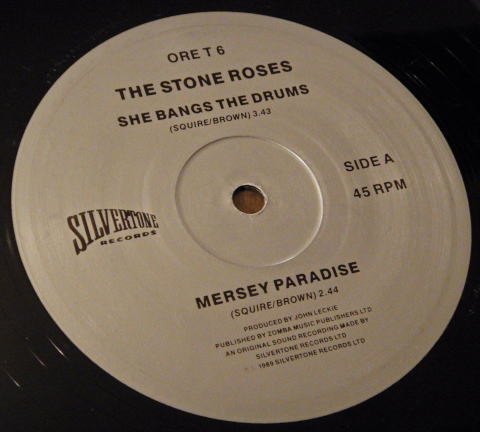 ORE T 6
THE STONE ROSES
SHE BANGS THE DRUMS
(SQUIRE/BROWN) 3.43
SIDE A
45 RPM
SILVERTONE
RECORDS
MERSEY PARADISE
(SQUIRE/BROWN) 2.44
PRODUCED BY JOHN LECKIE
PUBLISHED BY ZOMBA MUSIC PUBLISHERS LTD
AN ORIGINAL SOUND RECORDING MADE BY
SILVERTONE RECORDS LTD
1989 SILVERTONE RECORDS LTD